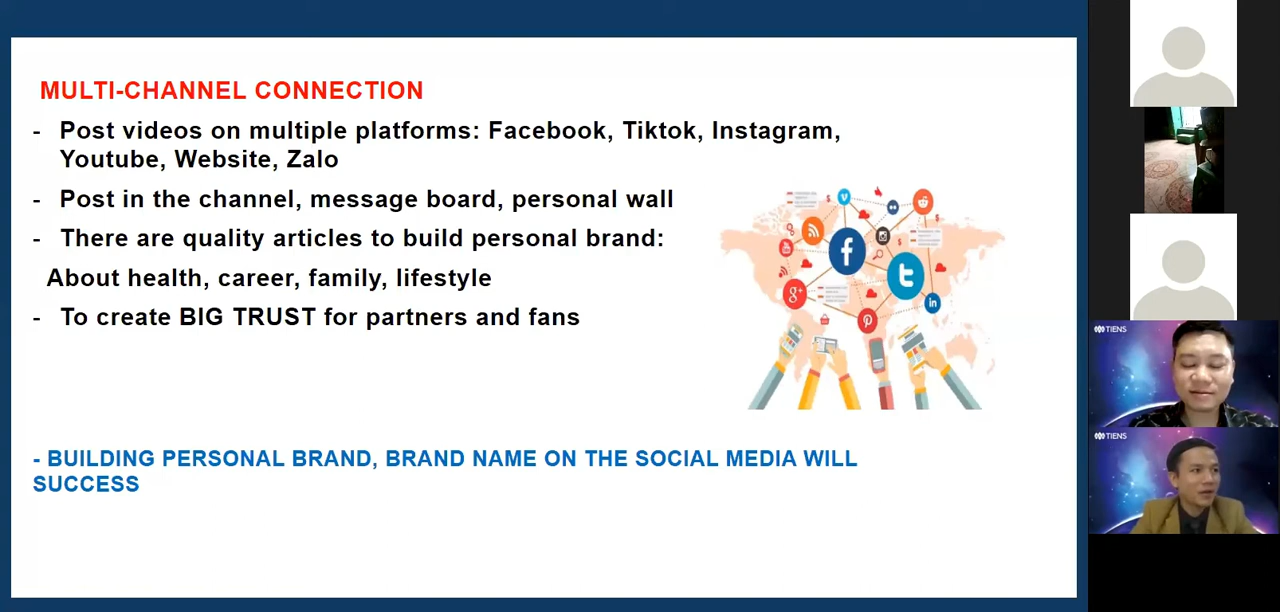 MULTI-CHANNEL CONNECTION
- Post videos on multiple platforms: Facebook, Tiktok, Instagram,
Youtube, Website, Zalo
- Post in the channel, message board, personal wall
- There are quality articles to build personal brand:
About health, career, family, lifestyle
- To create BIG TRUST for partners and fans
- BUILDING PERSONAL BRAND, BRAND NAME ON THE SOCIAL MEDIA WILL
SUCCESS
TIENS
TIENS